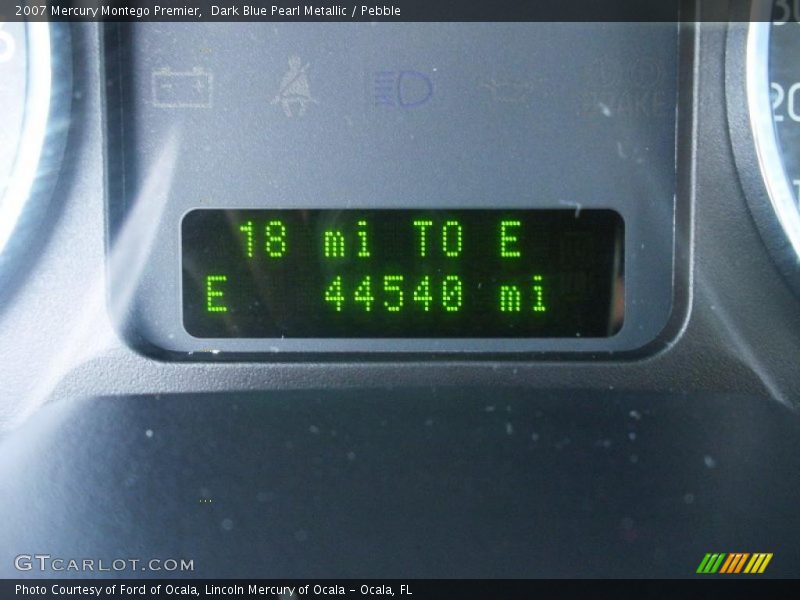 2007 Mercury Montego Premier, Dark Blue Pearl Metallic / Pebble
18 mi TO E
E 44540 mi
GTCARLOT.COM
Photo Courtesy of Ford of Ocala, Lincoln Mercury of Ocala - Ocala, FL